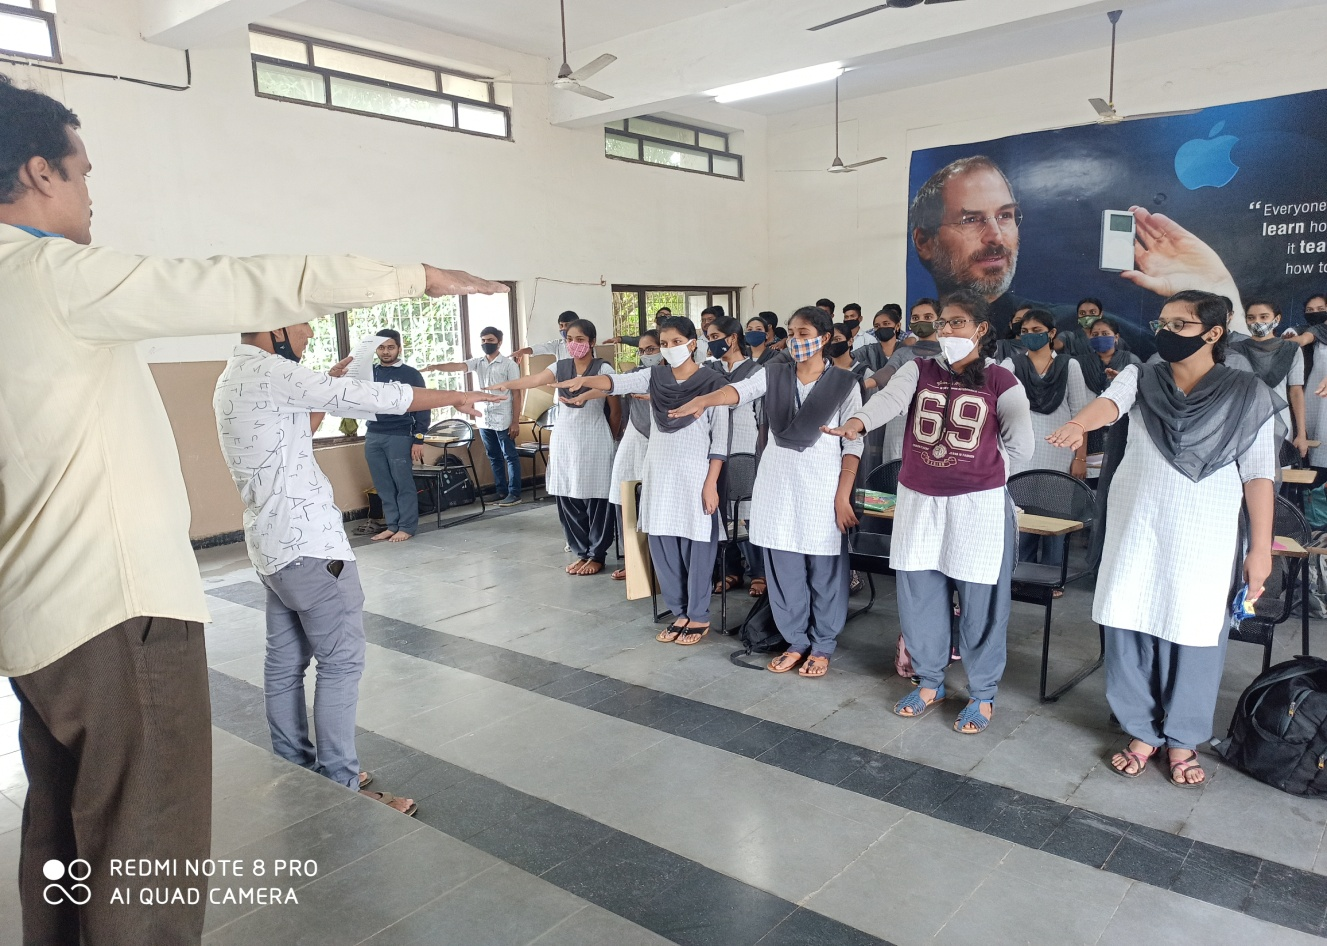 “Everyone
learn ho
it tea
how to
69
REDMI NOTE 8 PRO
AI QUAD CAMERA